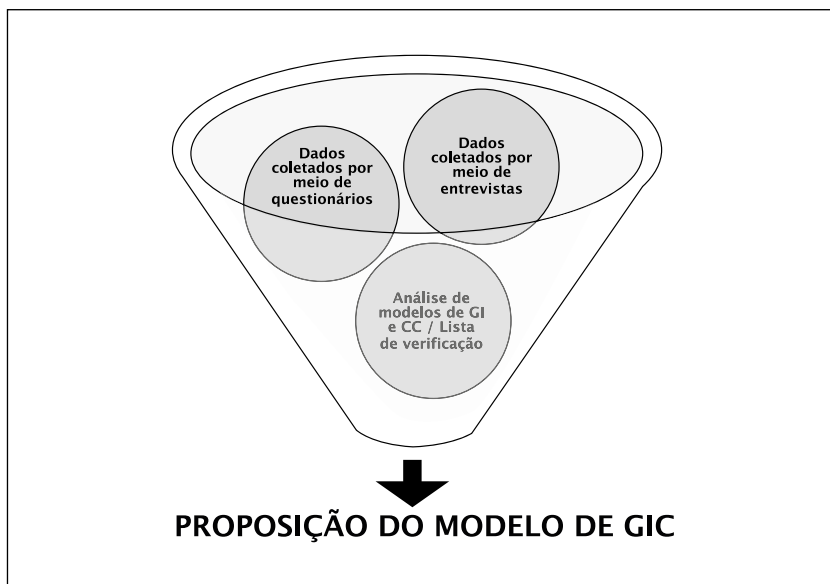 Dados
coletados por
meio de
questionários
Dados
coletados por
meio de
entrevistas
Análise de
modelos de GI
e CC / Lista
de verificação
PROPOSIÇÃO DO MODELO DE GIC